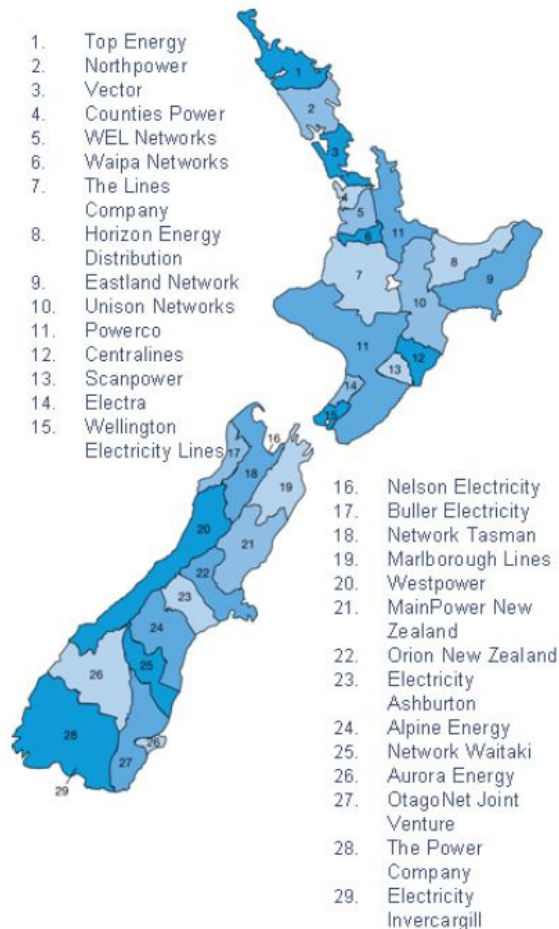 1. Top Energy
2. Northpower
3. Vector
4. Counties Power
5. WEL Networks
6. Waipa Networks
7. The Lines
Company
8. Horizon Energy
Distribution
9. Eastland Network
10. Unison Networks
11. Powerco
12. Centralines
13. Scanpower
14. Electra
15. Wellington
Electricity Lines
1
2
3
4
5
6
11
7
8
9
10
11
12
13
14
15
16
17
18
19
20
21
22
23
24
25
26
28
26
27
29
16. Nelson Electricity
17. Buller Electricity
18. Network Tasman
19. Marlborough Lines
20. Westpower
21. MainPower New
Zealand
22. Orion New Zealand
23. Electricity
Ashburton
24. Alpine Energy
25. Network Waitaki
26. Aurora Energy
27. OtagoNet Joint
Venture
28. The Power
Company
29. Electricity
Invercargill